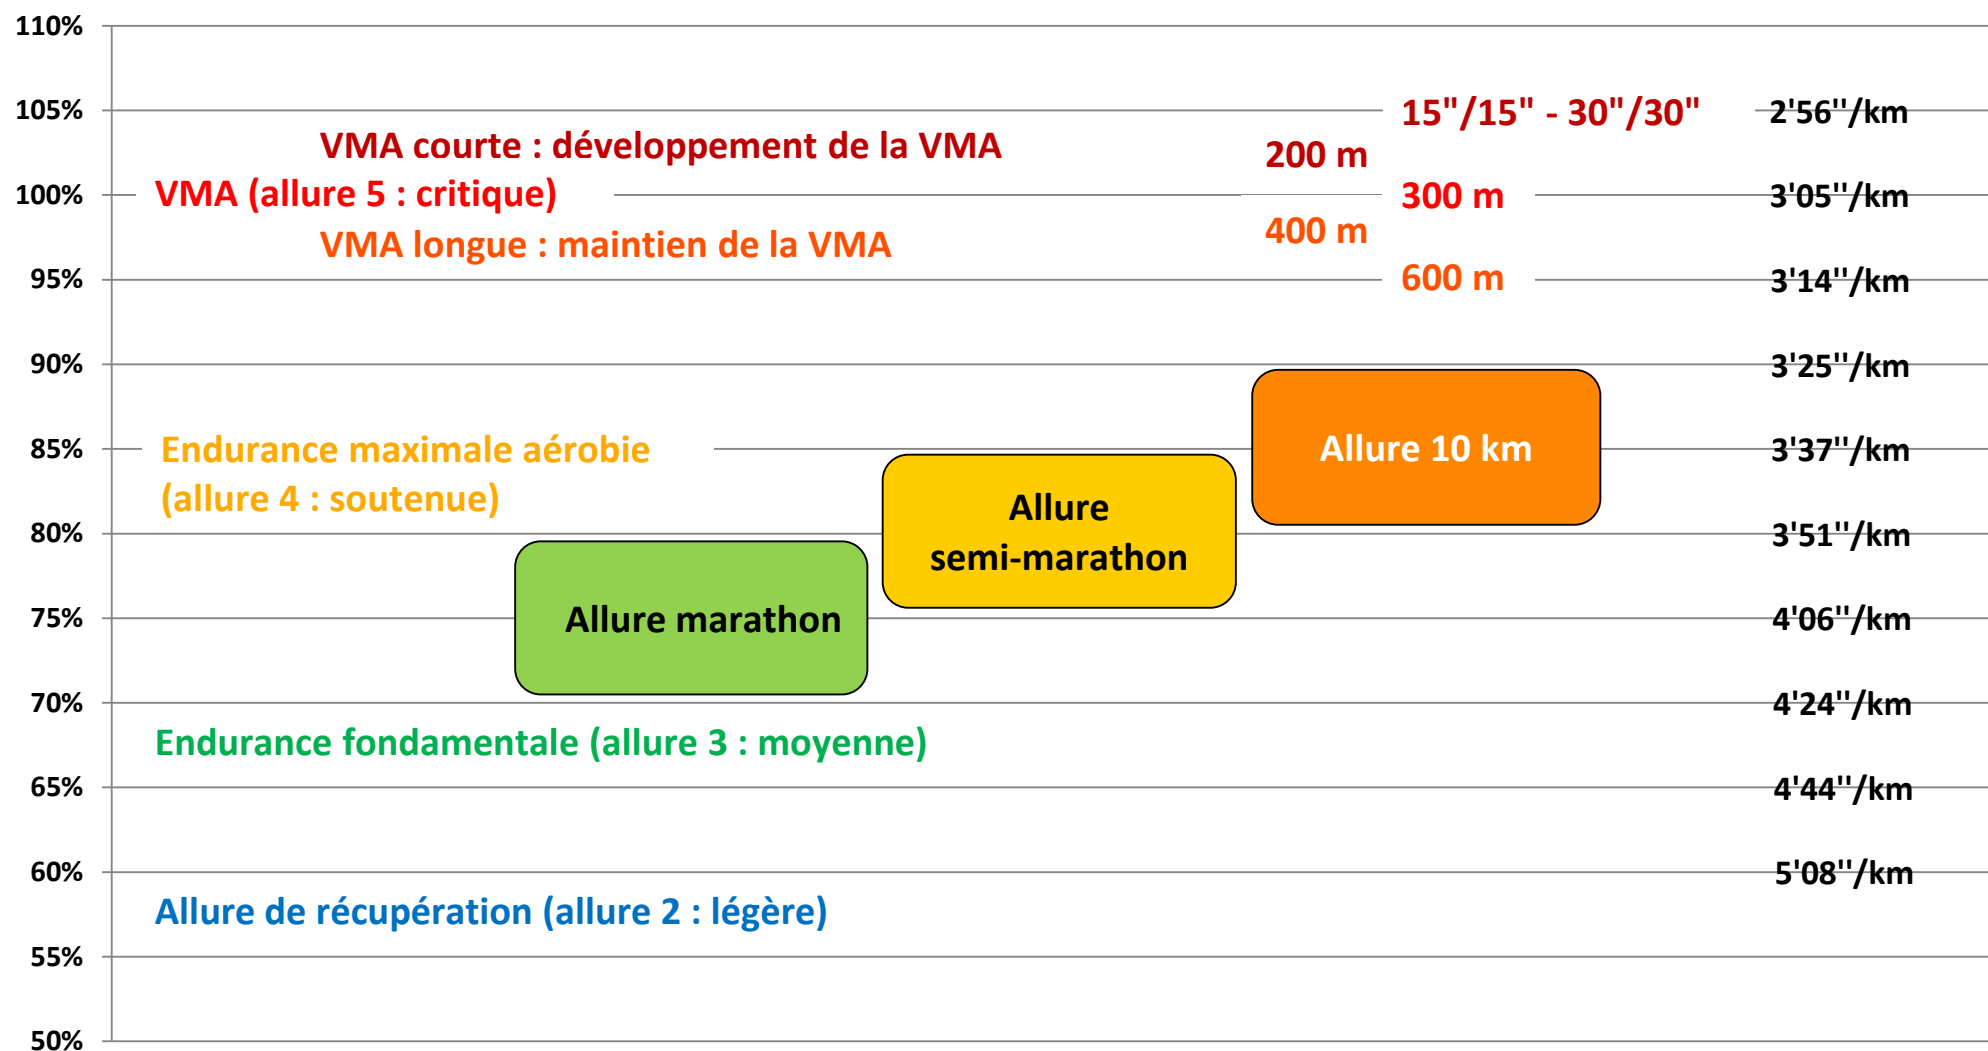 110%
105%
15"/15" - 30"/30"
2'56''/km
VMA courte : développement de la VMA
200 m
100%
VMA (allure 5 : critique)
300 m
3'05''/km
VMA longue : maintien de la VMA
400 m
95%
600 m
3'14''/km
90%
3'25''/km
85%
Endurance maximale aérobie
(allure 4 : soutenue)
Allure 10 km
3'37''/km
Allure
semi-marathon
80%
3'51''/km
Allure marathon
75%
4'06''/km
70%
4'24''/km
Endurance fondamentale (allure 3 : moyenne)
65%
4'44''/km
60%
5'08''/km
Allure de récupération (allure 2 : légère)
55%
50%